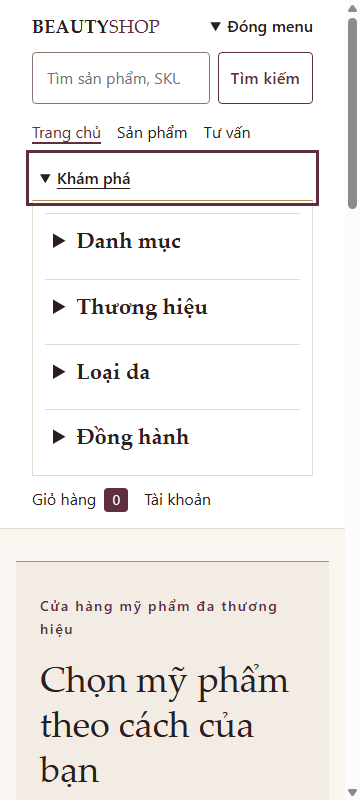 BEAUTYSHOP
▼ Đóng menu
Tìm sản phẩm, SKU
Tìm kiếm
Trang chủ Sản phẩm Tư vấn
▼ Khám phá
▶ Danh mục
▶ Thương hiệu
▶ Loại da
▶ Đồng hành
Giỏ hàng 0 Tài khoản
Cửa hàng mỹ phẩm đa thương
hiệu
Chọn mỹ phẩm
theo cách của
bạn